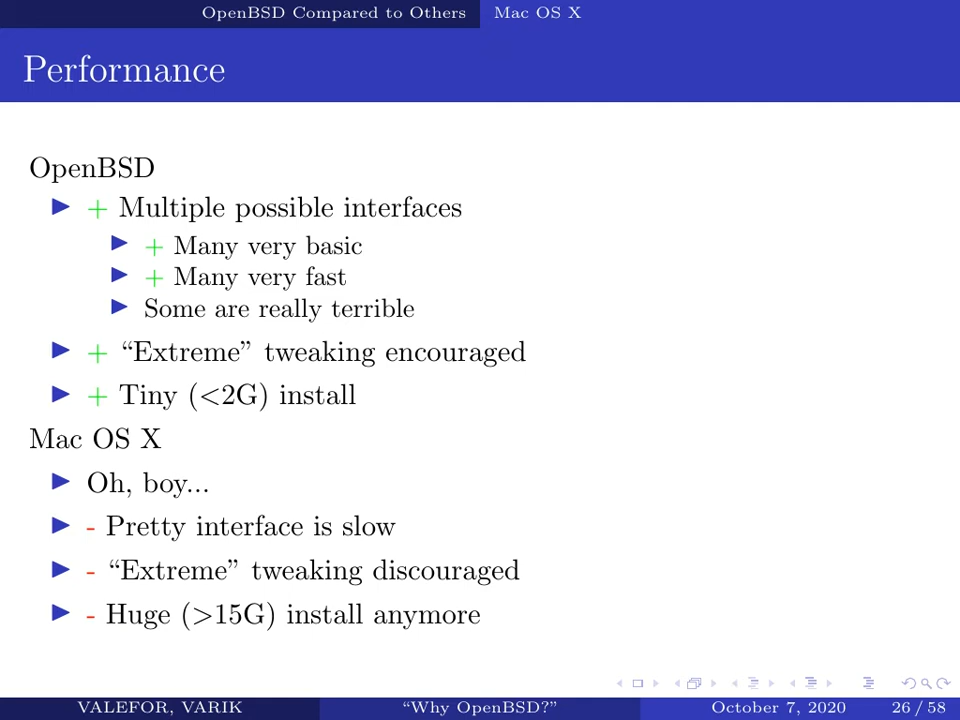 OpenBSD Compared to Others Mac OS X
Performance
OpenBSD
+ Multiple possible interfaces
+ Many very basic
+ Many very fast
Some are really terrible
+ “Extreme” tweaking encouraged
+ Tiny (<2G) install
Mac OS X
Oh, boy...
- Pretty interface is slow
- “Extreme” tweaking discouraged
- Huge (>15G) install anymore
VALEFOR, VARIK “Why OpenBSD?” October 7, 2020 26 / 58